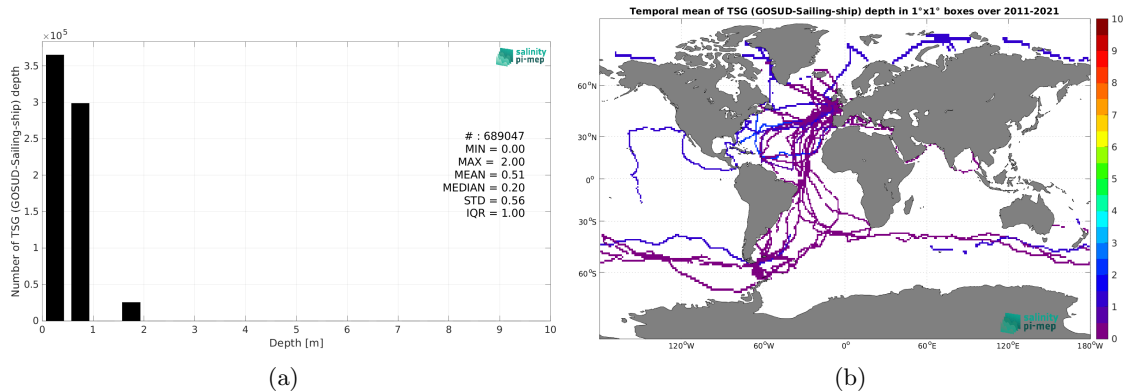 ×10⁵
3.5
3
2.5
2
1.5
1
0.5
0
Number of TSG (GOSUD-Sailing-ship) depth
0 1 2 3 4 5 6 7 8 9 10
Depth [m]
salinity
pi-mep
# : 689047
MIN = 0.00
MAX = 2.00
MEAN = 0.51
MEDIAN = 0.20
STD = 0.56
IQR = 1.00
(a)
Temporal mean of TSG (GOSUD-Sailing-ship) depth in 1°x1° boxes over 2011-2021
60°N
30°N
0°
30°S
60°S
120°W 60°W 0° 60°E 120°E 180°W
salinity
pi-mep
10
9
8
7
6
5
4
3
2
1
0
(b)